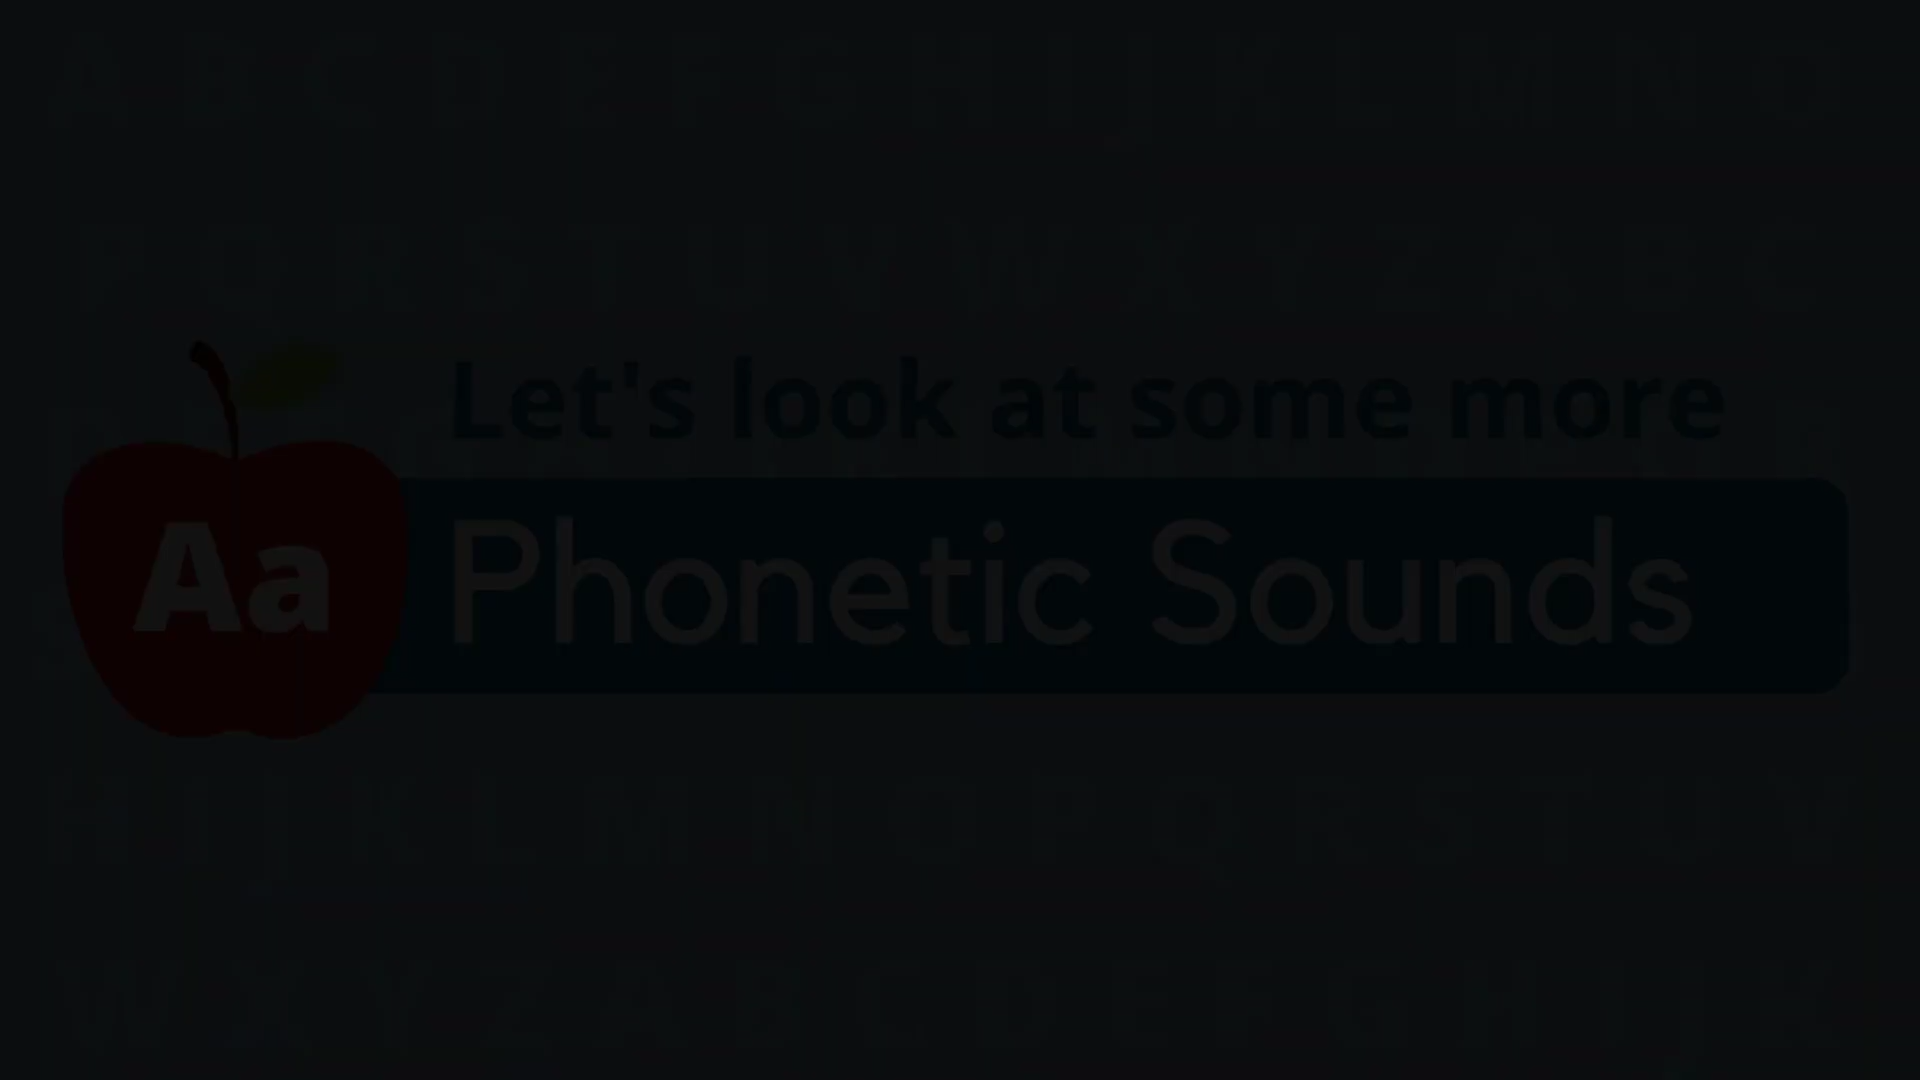 A B C D E F G H I J K L M N O
P Q R S T U V W X Y Z A B C
Let's look at some more
Aa
Phonetic Sounds
H I J K L M N O P Q R S T U V
W X Y Z A B C D E F G H I J K